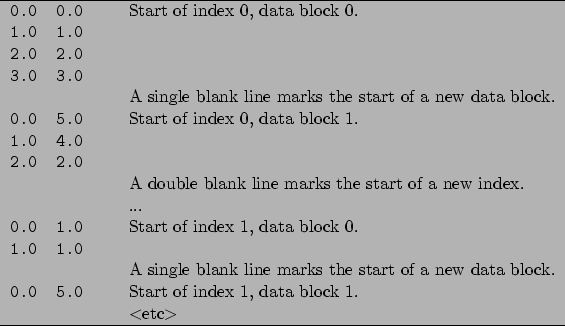 0.0 0.0 Start of index 0, data block 0.
1.0 1.0
2.0 2.0
3.0 3.0
A single blank line marks the start of a new data block.
0.0 5.0 Start of index 0, data block 1.
1.0 4.0
2.0 2.0
A double blank line marks the start of a new index.
...
0.0 1.0 Start of index 1, data block 0.
1.0 1.0
A single blank line marks the start of a new data block.
0.0 5.0 Start of index 1, data block 1.
<etc>